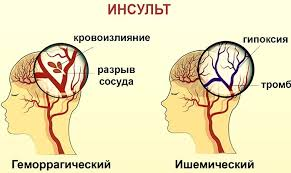 ИНСУЛЬТ
кровоизлияние
разрыв
сосуда
Геморрагический
гипоксия
тромб
Ишемический